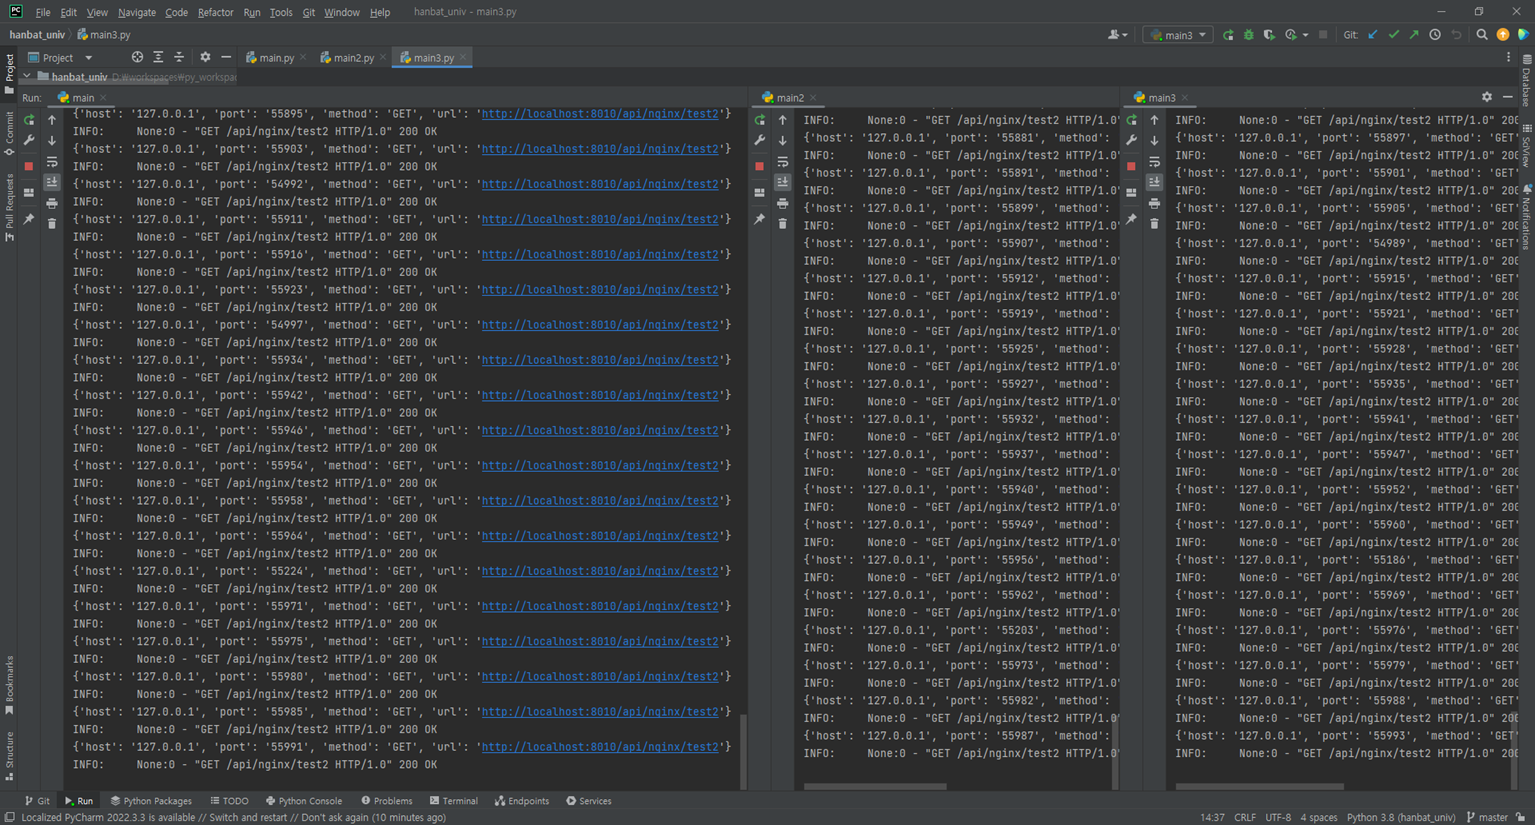 File Edit View Navigate Code Refactor Run Tools Git Window Help hanbat_univ - main3.py
hanbat_univ main3.py main3 Git:
Project main.py main2.py main3.py
hanbat_univ D:₩workspaces₩py_workspac
Run: main main2 main3
{'host': '127.0.0.1', 'port': '55895', 'method': 'GET', 'url': 'http://localhost:8010/api/nginx/test2'}
INFO: None:0 - "GET /api/nginx/test2 HTTP/1.0" 200 OK
{'host': '127.0.0.1', 'port': '55903', 'method': 'GET', 'url': 'http://localhost:8010/api/nginx/test2'}
INFO: None:0 - "GET /api/nginx/test2 HTTP/1.0" 200 OK
{'host': '127.0.0.1', 'port': '54992', 'method': 'GET', 'url': 'http://localhost:8010/api/nginx/test2'}
INFO: None:0 - "GET /api/nginx/test2 HTTP/1.0" 200 OK
{'host': '127.0.0.1', 'port': '55911', 'method': 'GET', 'url': 'http://localhost:8010/api/nginx/test2'}
INFO: None:0 - "GET /api/nginx/test2 HTTP/1.0" 200 OK
{'host': '127.0.0.1', 'port': '55916', 'method': 'GET', 'url': 'http://localhost:8010/api/nginx/test2'}
INFO: None:0 - "GET /api/nginx/test2 HTTP/1.0" 200 OK
{'host': '127.0.0.1', 'port': '55923', 'method': 'GET', 'url': 'http://localhost:8010/api/nginx/test2'}
INFO: None:0 - "GET /api/nginx/test2 HTTP/1.0" 200 OK
{'host': '127.0.0.1', 'port': '54997', 'method': 'GET', 'url': 'http://localhost:8010/api/nginx/test2'}
INFO: None:0 - "GET /api/nginx/test2 HTTP/1.0" 200 OK
{'host': '127.0.0.1', 'port': '55934', 'method': 'GET', 'url': 'http://localhost:8010/api/nginx/test2'}
INFO: None:0 - "GET /api/nginx/test2 HTTP/1.0" 200 OK
{'host': '127.0.0.1', 'port': '55942', 'method': 'GET', 'url': 'http://localhost:8010/api/nginx/test2'}
INFO: None:0 - "GET /api/nginx/test2 HTTP/1.0" 200 OK
{'host': '127.0.0.1', 'port': '55946', 'method': 'GET', 'url': 'http://localhost:8010/api/nginx/test2'}
INFO: None:0 - "GET /api/nginx/test2 HTTP/1.0" 200 OK
{'host': '127.0.0.1', 'port': '55954', 'method': 'GET', 'url': 'http://localhost:8010/api/nginx/test2'}
INFO: None:0 - "GET /api/nginx/test2 HTTP/1.0" 200 OK
{'host': '127.0.0.1', 'port': '55958', 'method': 'GET', 'url': 'http://localhost:8010/api/nginx/test2'}
INFO: None:0 - "GET /api/nginx/test2 HTTP/1.0" 200 OK
{'host': '127.0.0.1', 'port': '55964', 'method': 'GET', 'url': 'http://localhost:8010/api/nginx/test2'}
INFO: None:0 - "GET /api/nginx/test2 HTTP/1.0" 200 OK
{'host': '127.0.0.1', 'port': '55224', 'method': 'GET', 'url': 'http://localhost:8010/api/nginx/test2'}
INFO: None:0 - "GET /api/nginx/test2 HTTP/1.0" 200 OK
{'host': '127.0.0.1', 'port': '55971', 'method': 'GET', 'url': 'http://localhost:8010/api/nginx/test2'}
INFO: None:0 - "GET /api/nginx/test2 HTTP/1.0" 200 OK
{'host': '127.0.0.1', 'port': '55975', 'method': 'GET', 'url': 'http://localhost:8010/api/nginx/test2'}
INFO: None:0 - "GET /api/nginx/test2 HTTP/1.0" 200 OK
{'host': '127.0.0.1', 'port': '55980', 'method': 'GET', 'url': 'http://localhost:8010/api/nginx/test2'}
INFO: None:0 - "GET /api/nginx/test2 HTTP/1.0" 200 OK
{'host': '127.0.0.1', 'port': '55985', 'method': 'GET', 'url': 'http://localhost:8010/api/nginx/test2'}
INFO: None:0 - "GET /api/nginx/test2 HTTP/1.0" 200 OK
{'host': '127.0.0.1', 'port': '55991', 'method': 'GET', 'url': 'http://localhost:8010/api/nginx/test2'}
INFO: None:0 - "GET /api/nginx/test2 HTTP/1.0" 200 OK
INFO: None:0 - "GET /api/nginx/test2 HTTP/1.0"
{'host': '127.0.0.1', 'port': '55881', 'method':
INFO: None:0 - "GET /api/nginx/test2 HTTP/1.0"
{'host': '127.0.0.1', 'port': '55891', 'method':
INFO: None:0 - "GET /api/nginx/test2 HTTP/1.0"
{'host': '127.0.0.1', 'port': '55899', 'method':
INFO: None:0 - "GET /api/nginx/test2 HTTP/1.0"
{'host': '127.0.0.1', 'port': '55907', 'method':
INFO: None:0 - "GET /api/nginx/test2 HTTP/1.0"
{'host': '127.0.0.1', 'port': '55912', 'method':
INFO: None:0 - "GET /api/nginx/test2 HTTP/1.0"
{'host': '127.0.0.1', 'port': '55919', 'method':
INFO: None:0 - "GET /api/nginx/test2 HTTP/1.0"
{'host': '127.0.0.1', 'port': '55925', 'method':
INFO: None:0 - "GET /api/nginx/test2 HTTP/1.0"
{'host': '127.0.0.1', 'port': '55927', 'method':
INFO: None:0 - "GET /api/nginx/test2 HTTP/1.0"
{'host': '127.0.0.1', 'port': '55932', 'method':
INFO: None:0 - "GET /api/nginx/test2 HTTP/1.0"
{'host': '127.0.0.1', 'port': '55937', 'method':
INFO: None:0 - "GET /api/nginx/test2 HTTP/1.0"
{'host': '127.0.0.1', 'port': '55940', 'method':
INFO: None:0 - "GET /api/nginx/test2 HTTP/1.0"
{'host': '127.0.0.1', 'port': '55949', 'method':
INFO: None:0 - "GET /api/nginx/test2 HTTP/1.0"
{'host': '127.0.0.1', 'port': '55956', 'method':
INFO: None:0 - "GET /api/nginx/test2 HTTP/1.0"
{'host': '127.0.0.1', 'port': '55962', 'method':
INFO: None:0 - "GET /api/nginx/test2 HTTP/1.0"
{'host': '127.0.0.1', 'port': '55203', 'method':
INFO: None:0 - "GET /api/nginx/test2 HTTP/1.0"
{'host': '127.0.0.1', 'port': '55973', 'method':
INFO: None:0 - "GET /api/nginx/test2 HTTP/1.0"
{'host': '127.0.0.1', 'port': '55982', 'method':
INFO: None:0 - "GET /api/nginx/test2 HTTP/1.0
{'host': '127.0.0.1', 'port': '55987', 'method':
INFO: None:0 - "GET /api/nginx/test2 HTTP/1.0
INFO: None:0 - "GET /api/nginx/test2 HTTP/1.0" 200
{'host': '127.0.0.1', 'port': '55897', 'method': 'GET'
INFO: None:0 - "GET /api/nginx/test2 HTTP/1.0" 200
{'host': '127.0.0.1', 'port': '55901', 'method': 'GET'
INFO: None:0 - "GET /api/nginx/test2 HTTP/1.0" 200
{'host': '127.0.0.1', 'port': '55905', 'method': 'GET'
INFO: None:0 - "GET /api/nginx/test2 HTTP/1.0" 200
{'host': '127.0.0.1', 'port': '54989', 'method': 'GET'
INFO: None:0 - "GET /api/nginx/test2 HTTP/1.0" 200
{'host': '127.0.0.1', 'port': '55915', 'method': 'GET'
INFO: None:0 - "GET /api/nginx/test2 HTTP/1.0" 200
{'host': '127.0.0.1', 'port': '55921', 'method': 'GET'
INFO: None:0 - "GET /api/nginx/test2 HTTP/1.0" 200
{'host': '127.0.0.1', 'port': '55928', 'method': 'GET'
INFO: None:0 - "GET /api/nginx/test2 HTTP/1.0" 200
{'host': '127.0.0.1', 'port': '55935', 'method': 'GET'
INFO: None:0 - "GET /api/nginx/test2 HTTP/1.0" 200
{'host': '127.0.0.1', 'port': '55941', 'method': 'GET'
INFO: None:0 - "GET /api/nginx/test2 HTTP/1.0" 200
{'host': '127.0.0.1', 'port': '55947', 'method': 'GET'
INFO: None:0 - "GET /api/nginx/test2 HTTP/1.0" 200
{'host': '127.0.0.1', 'port': '55952', 'method': 'GET'
INFO: None:0 - "GET /api/nginx/test2 HTTP/1.0" 200
{'host': '127.0.0.1', 'port': '55960', 'method': 'GET'
INFO: None:0 - "GET /api/nginx/test2 HTTP/1.0" 200
{'host': '127.0.0.1', 'port': '55186', 'method': 'GET'
INFO: None:0 - "GET /api/nginx/test2 HTTP/1.0" 200
{'host': '127.0.0.1', 'port': '55969', 'method': 'GET'
INFO: None:0 - "GET /api/nginx/test2 HTTP/1.0" 200
{'host': '127.0.0.1', 'port': '55976', 'method': 'GET'
INFO: None:0 - "GET /api/nginx/test2 HTTP/1.0" 200
{'host': '127.0.0.1', 'port': '55979', 'method': 'GET'
INFO: None:0 - "GET /api/nginx/test2 HTTP/1.0" 200
{'host': '127.0.0.1', 'port': '55988', 'method': 'GET'
INFO: None:0 - "GET /api/nginx/test2 HTTP/1.0" 200
{'host': '127.0.0.1', 'port': '55993', 'method': 'GET'
INFO: None:0 - "GET /api/nginx/test2 HTTP/1.0" 200
Project
Commit
Pull Requests
Bookmarks
Structure
Database
SciView
Notifications
Git Run Python Packages TODO Python Console Problems Terminal Endpoints Services
Localized PyCharm 2022.3.3 is available // Switch and restart // Don't ask again (10 minutes ago) 14:37 CRLF UTF-8 4 spaces Python 3.8 (hanbat_univ) master